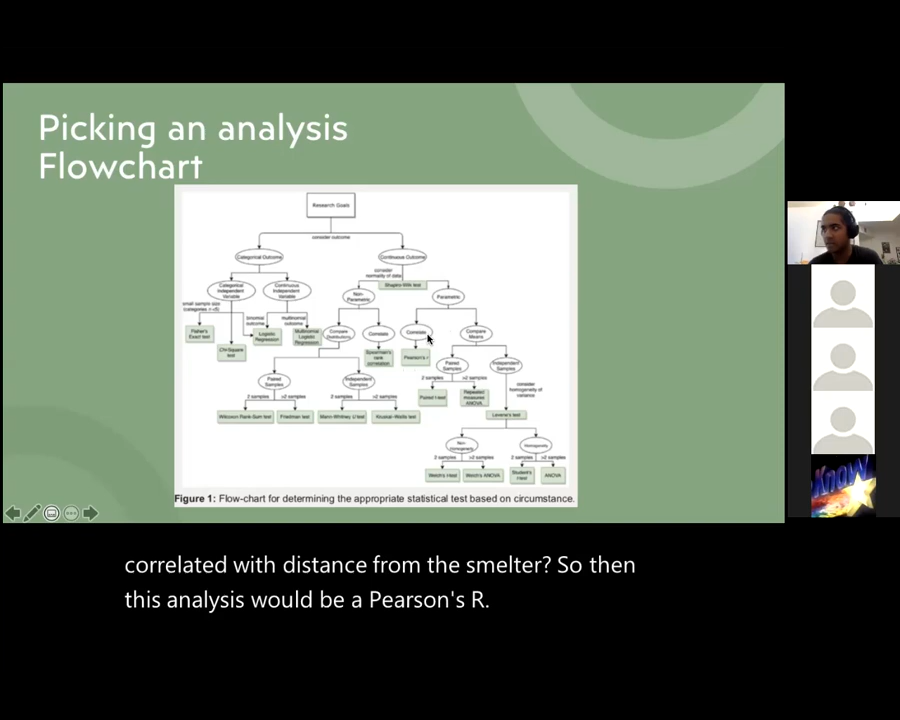 Picking an analysis
Flowchart
Research Goals
consider outcome
Categorical Outcome
Continuous Outcome
consider
normality of data
Shapiro-Wilk test
Categorical
Independent
Variable
Continuous
Independent
Variable
Non-
Parametric
Parametric
small sample size
(categories n<5)
binomial
outcome
multinomial
outcome
Fisher's
Exact test
Chi-Square
test
Logistic
Regression
Multinomial
Logistic
Regression
Compare
Distributions
Correlate
Correlate
Compare
Means
Spearman's
rank
correlation
Pearson's r
Paired
Samples
Independent
Samples
Paired
Samples
Independent
Samples
2 samples
>2 samples
2 samples
>2 samples
2 samples
>2 samples
consider
homogeneity of
variance
Wilcoxon Rank-Sum test
Friedman test
Mann-Whitney U test
Kruskal-Wallis test
Paired t-test
Repeated
measures
ANOVA
Levene's test
Non-
Homogeneity
Homogeneity
2 samples
>2 samples
2 samples
>2 samples
Welch's t-test
Welch's ANOVA
Student's
t-test
ANOVA
Figure 1: Flow-chart for determining the appropriate statistical test based on circumstance.
Know
correlated with distance from the smelter? So then
this analysis would be a Pearson's R.